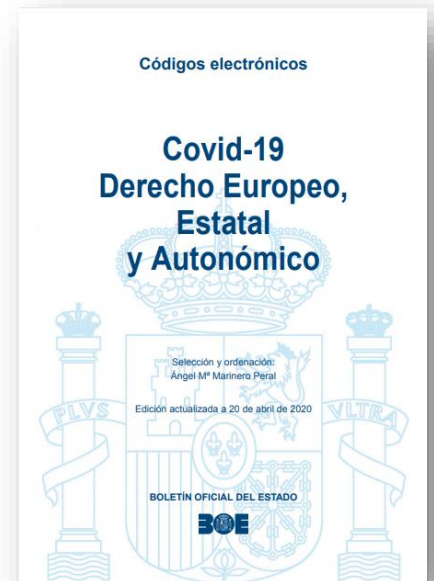 Códigos electrónicos
Covid-19
Derecho Europeo,
Estatal
y Autonómico
Selección y ordenación:
Ángel Mª Marinero Peral
Edición actualizada a 20 de abril de 2020
PLVS
VLTRA
BOLETÍN OFICIAL DEL ESTADO
BOE